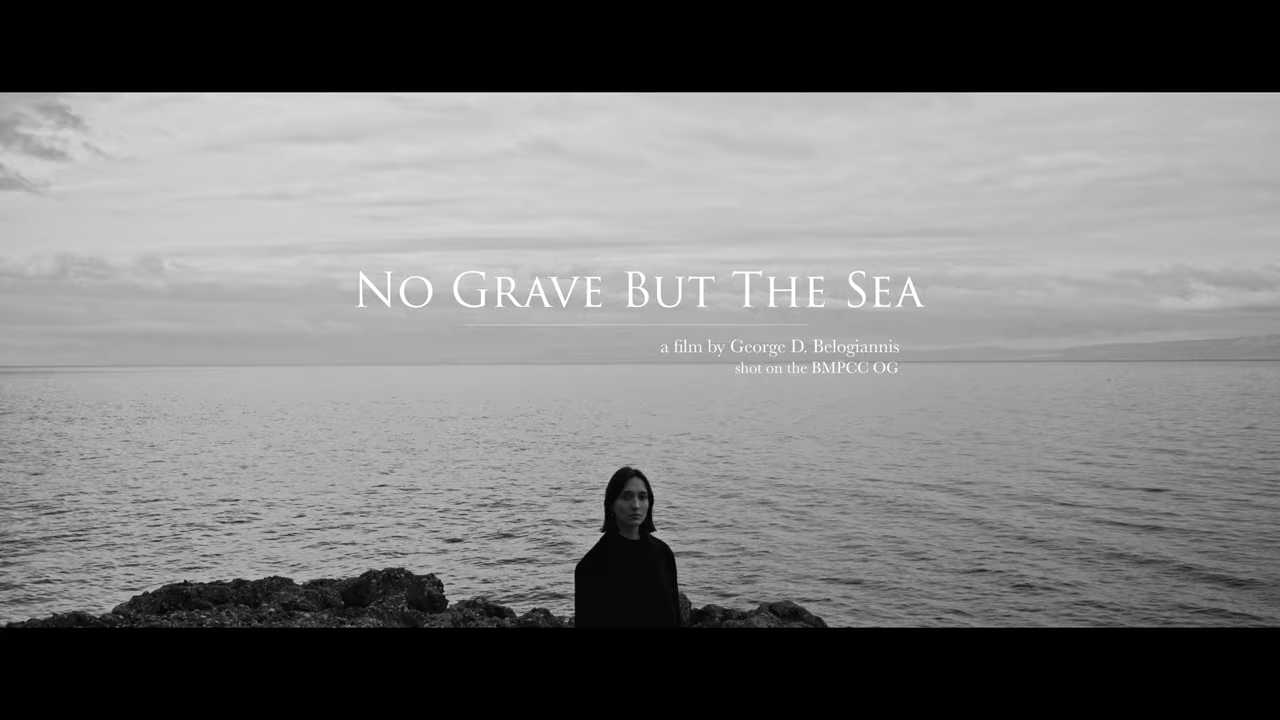 No Grave But The Sea
a film by George D. Belogiannis
shot on the BMPCC OG